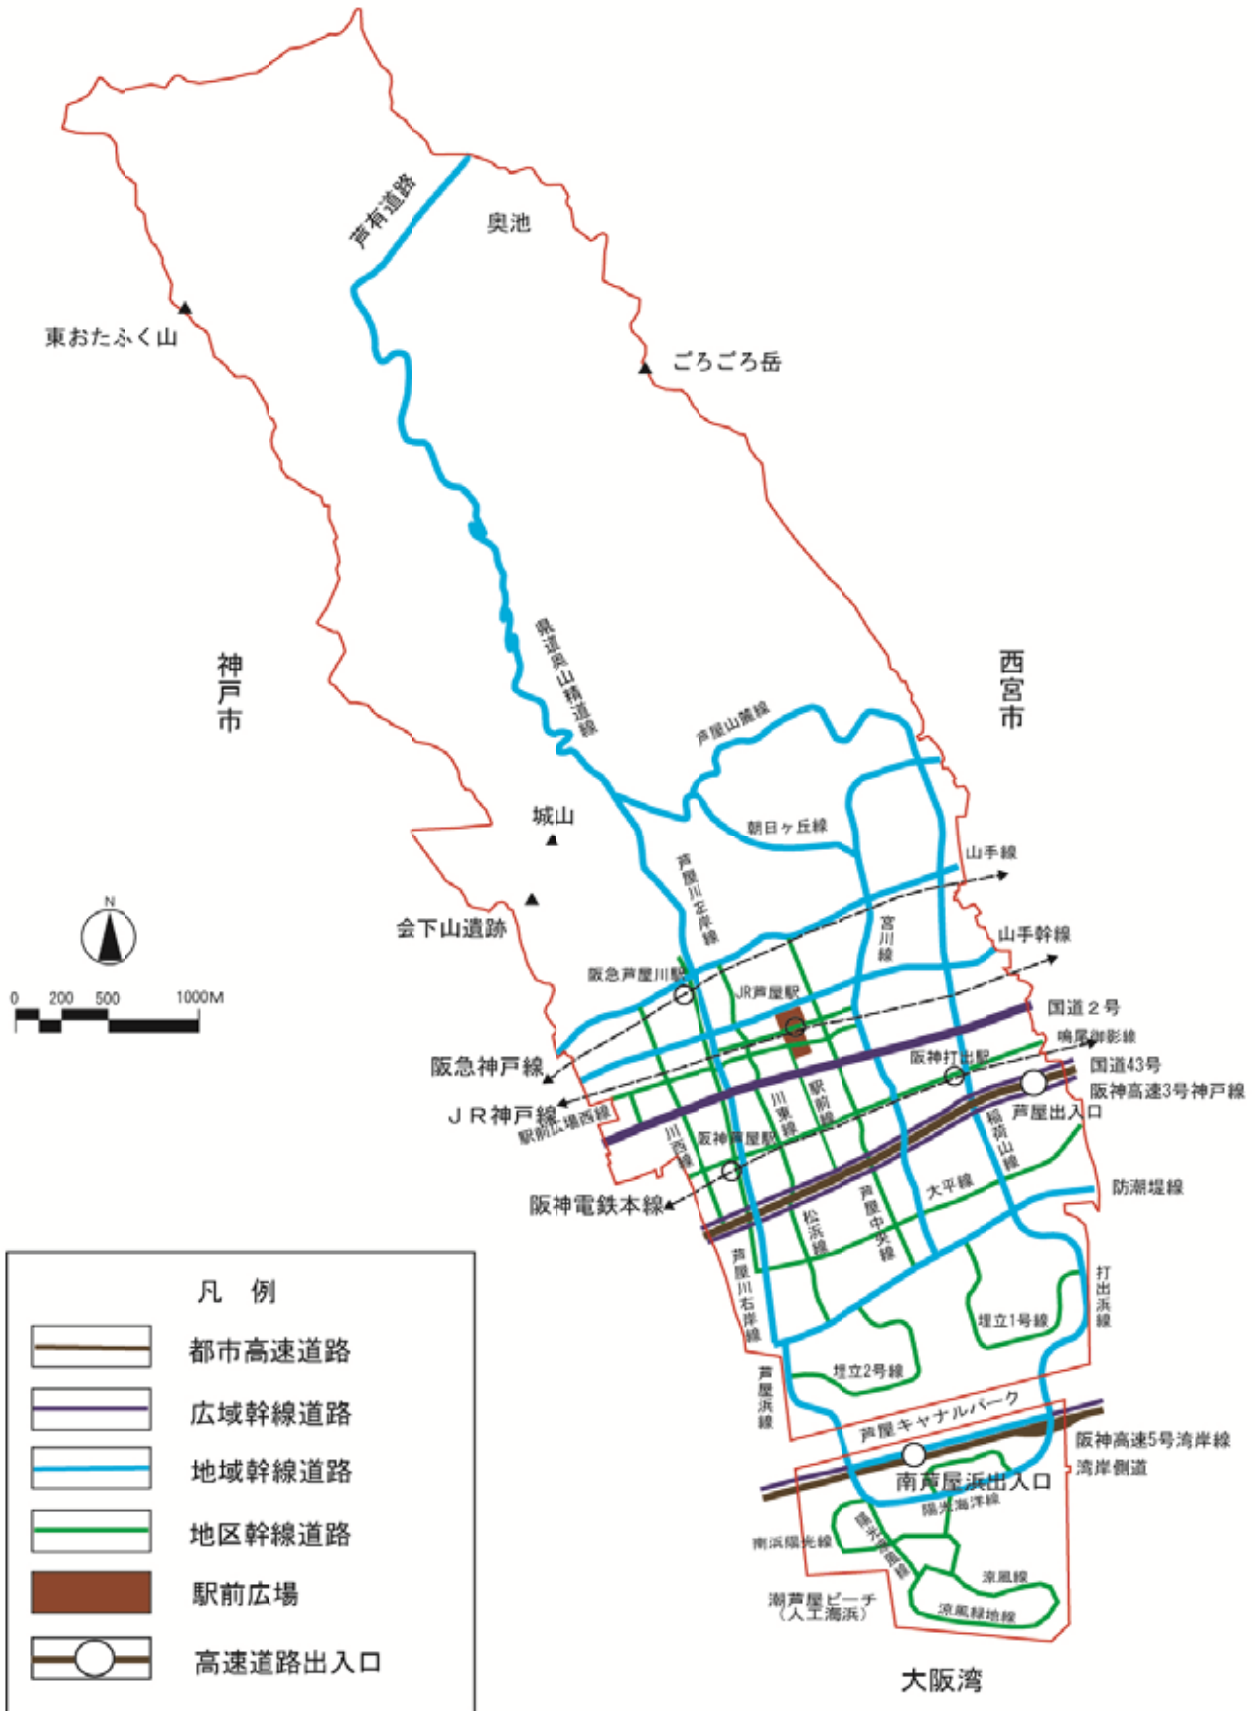 芦有道路
奥池
東おたふく山
ごろごろ岳
県道奥山精道線
神戸市
西宮市
芦屋山麓線
城山
朝日ヶ丘線
山手線
芦屋川左岸線
会下山遺跡
宮川線
山手幹線
N
阪急芦屋川駅
JR芦屋駅
0 200 500 1000M
国道2号
鳴尾御影線
阪急神戸線
阪神打出駅
国道43号
阪神高速3号神戸線
JR神戸線
駅前広場西線
川西線
阪神芦屋駅
川東線
駅前線
芦屋出入口
稲荷山線
阪神電鉄本線
大平線
防潮堤線
松浜線
芦屋中央線
芦屋川右岸線
打出浜線
埋立1号線
埋立2号線
芦屋浜線
芦屋キャナルパーク
阪神高速5号湾岸線
湾岸側道
南芦屋浜出入口
陽光海洋線
南浜陽光線
陽光涼風線
涼風線
涼風緑地線
潮芦屋ビーチ
(人工海浜)
大阪湾
凡 例
都市高速道路
広域幹線道路
地域幹線道路
地区幹線道路
駅前広場
高速道路出入口